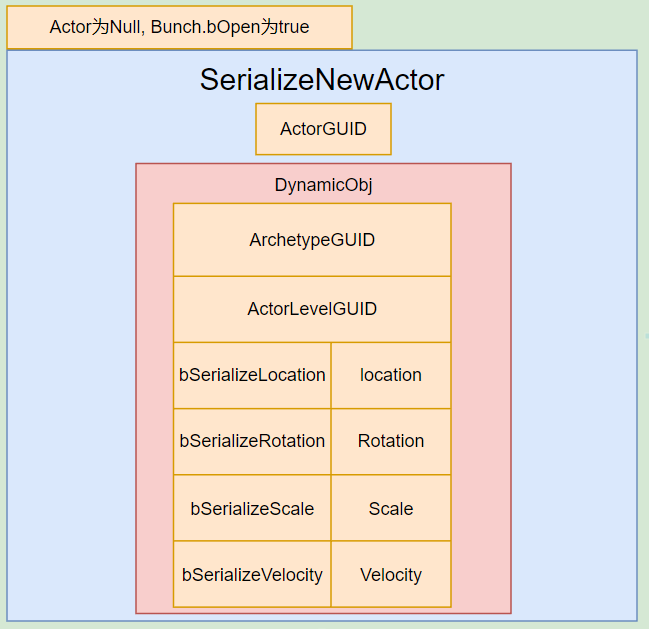 Actor为Null, Bunch.bOpen为true
SerializeNewActor
ActorGUID
DynamicObj
ArchetypeGUID
ActorLevelGUID
bSerializeLocation location
bSerializeRotation Rotation
bSerializeScale Scale
bSerializeVelocity Velocity